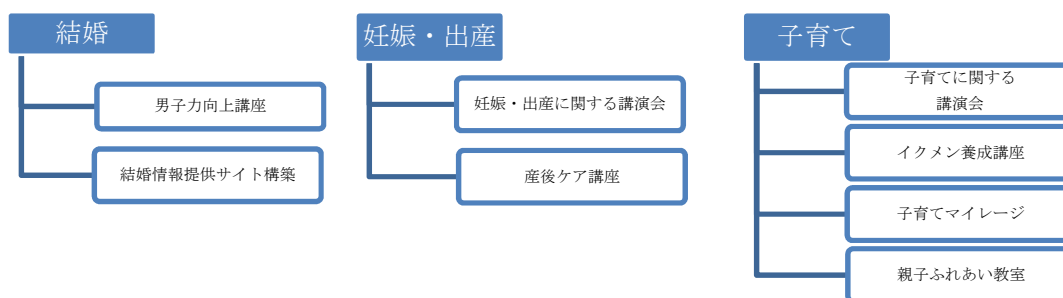 結婚
男子力向上講座
結婚情報提供サイト構築
妊娠・出産
妊娠・出産に関する講演会
産後ケア講座
子育て
子育てに関する
講演会
イクメン養成講座
子育てマイレージ
親子ふれあい教室